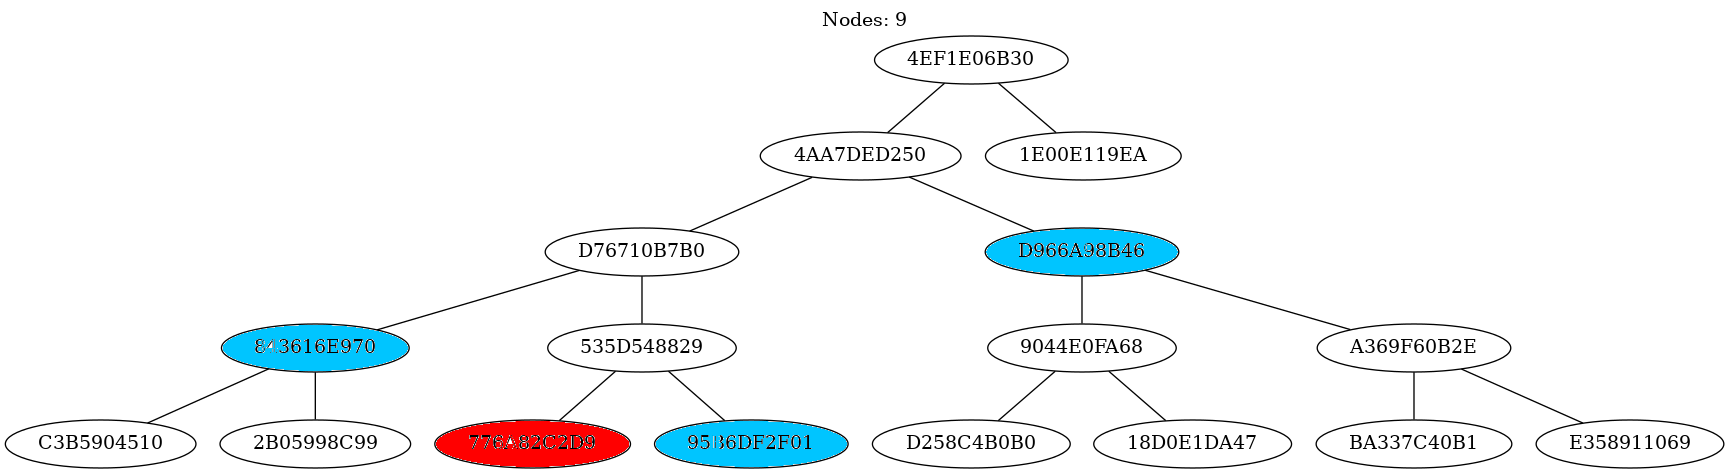 Nodes: 9
4EF1E06B30
4AA7DED250 1E00E119EA
D76710B7B0 D966A98B46
843616E970 535D548829 9044E0FA68 A369F60B2E
C3B5904510 2B05998C99 776A82C2D9 95B6DF2F01 D258C4B0B0 18D0E1DA47 BA337C40B1 E358911069